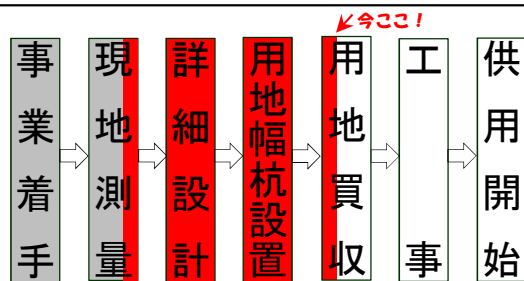 今ここ！
事業着手
現地測量
詳細設計
用地幅杭設置
用地買収
工事
供用開始